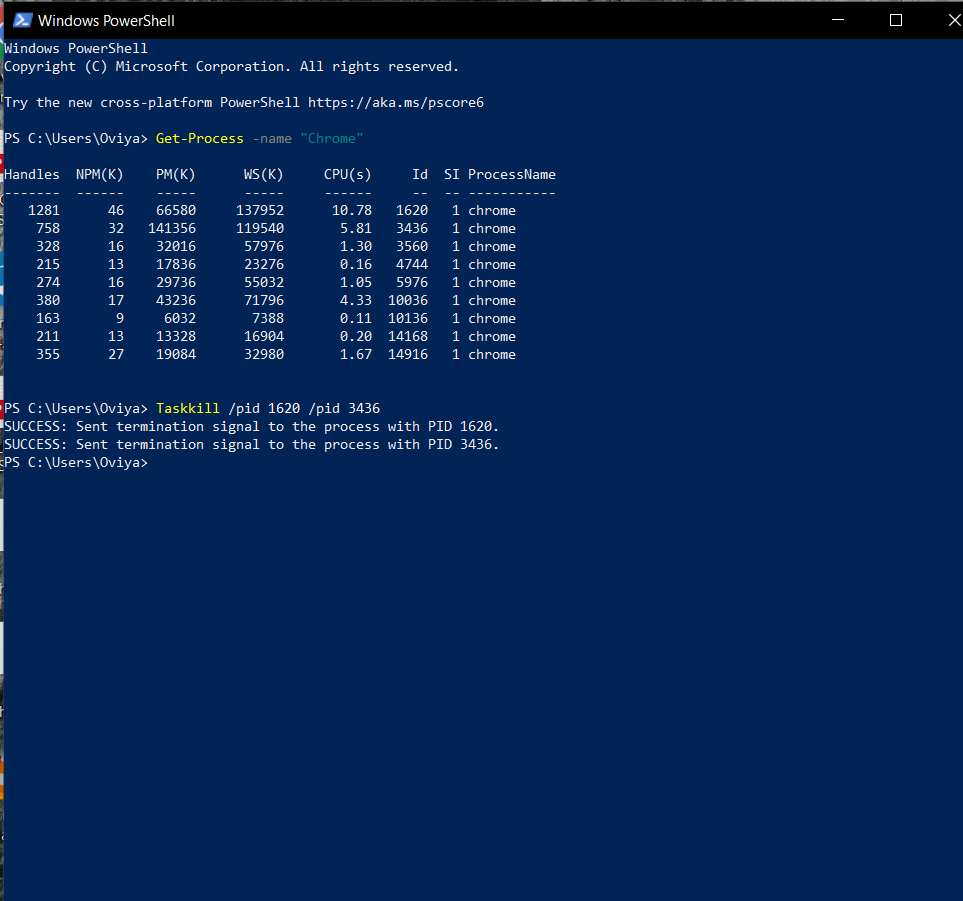 Windows PowerShell
Windows PowerShell
Copyright (C) Microsoft Corporation. All rights reserved.
Try the new cross-platform PowerShell https://aka.ms/pscore6
PS C:\Users\Oviya> Get-Process -name "Chrome"
Handles  NPM(K)    PM(K)      WS(K)     CPU(s)     Id  SI ProcessName
-------  ------    -----      -----     ------     --  -- -----------
   1281      46    66580     137952      10.78   1620   1 chrome
    758      32   141356     119540       5.81   3436   1 chrome
    328      16    32016      57976       1.30   3560   1 chrome
    215      13    17836      23276       0.16   4744   1 chrome
    274      16    29736      55032       1.05   5976   1 chrome
    380      17    43236      71796       4.33  10036   1 chrome
    163       9     6032       7388       0.11  10136   1 chrome
    211      13    13328      16904       0.20  14168   1 chrome
    355      27    19084      32980       1.67  14916   1 chrome
PS C:\Users\Oviya> Taskkill /pid 1620 /pid 3436
SUCCESS: Sent termination signal to the process with PID 1620.
SUCCESS: Sent termination signal to the process with PID 3436.
PS C:\Users\Oviya>